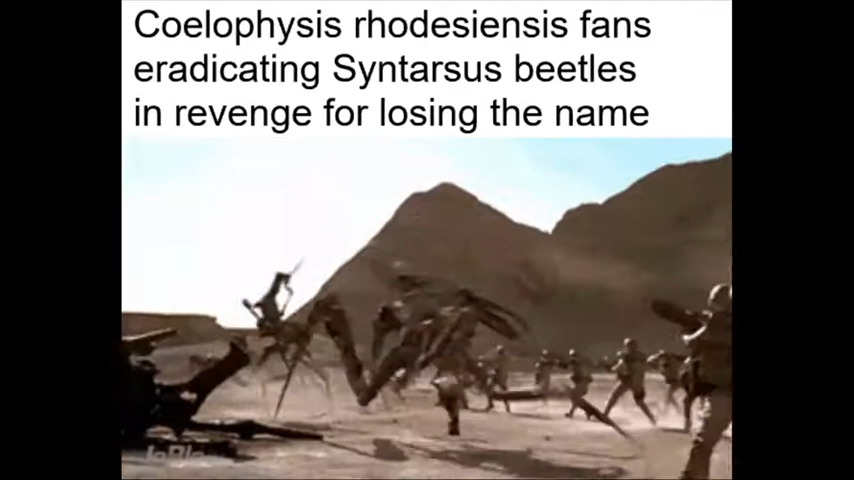 Coelophysis rhodesiensis fans
eradicating Syntarsus beetles
in revenge for losing the name